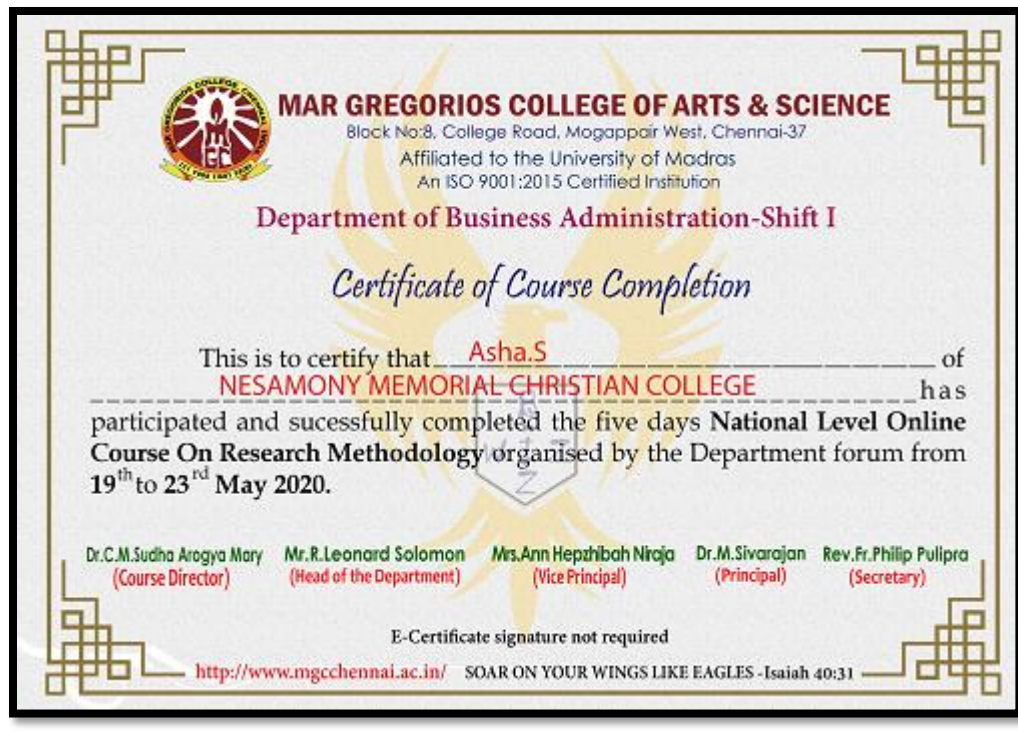 MAR GREGORIOS COLLEGE OF ARTS & SCIENCE
Block No:8, College Road, Mogappair West, Chennai-37
Affiliated to the University of Madras
An ISO 9001:2015 Certified Institution
Department of Business Administration-Shift I
Certificate of Course Completion
This is to certify that Asha.S of
NESAMONY MEMORIAL CHRISTIAN COLLEGE has
participated and sucessfully completed the five days National Level Online
Course On Research Methodology organised by the Department forum from
19th to 23rd May 2020.
Dr.C.M.Sudha Arogya Mary Mr.R.Leonard Solomon Mrs.Ann Hepzhibah Niraja Dr.M.Sivarajan Rev.Fr.Philip Pulipra
(Course Director) (Head of the Department) (Vice Principal) (Principal) (Secretary)
E-Certificate signature not required
http://www.mgcchennai.ac.in/ SOAR ON YOUR WINGS LIKE EAGLES -Isaiah 40:31